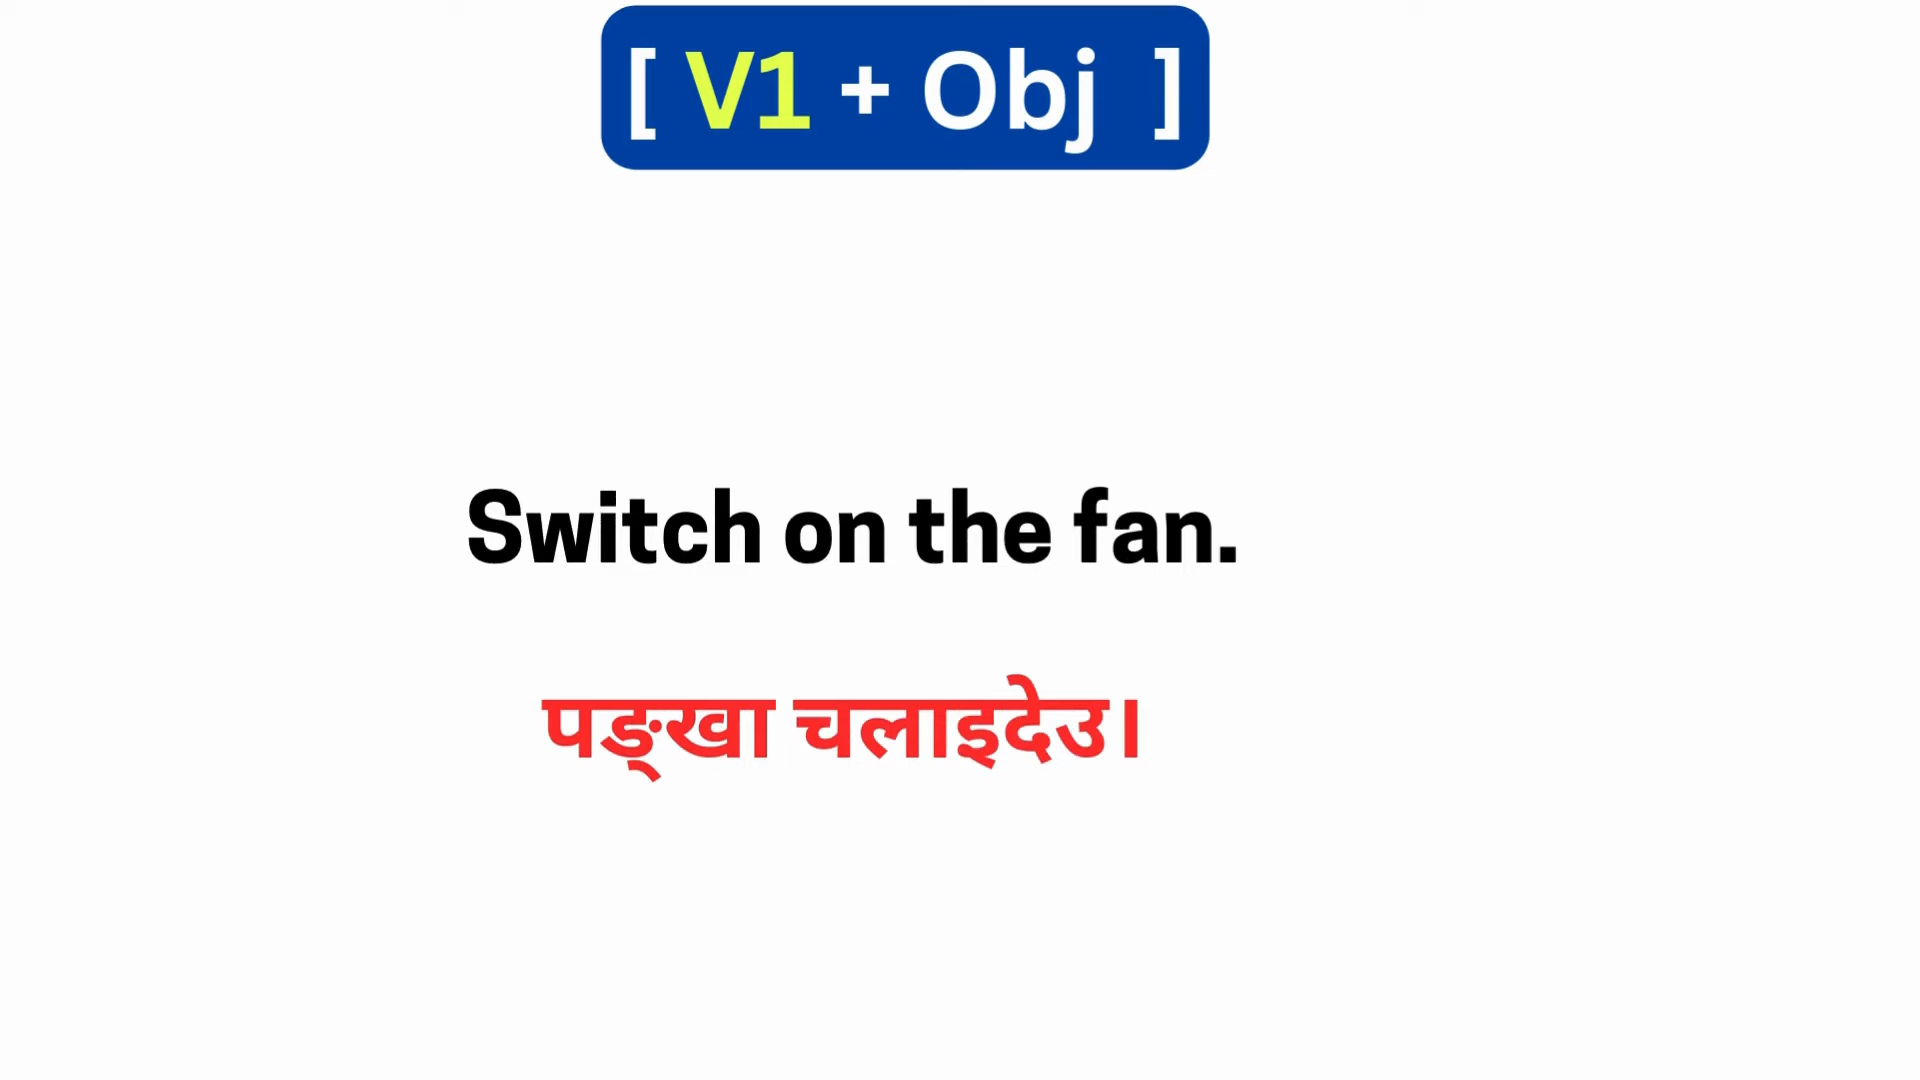 [ V1 + Obj ]
Switch on the fan.
पङ्खा चलाइदेउ।